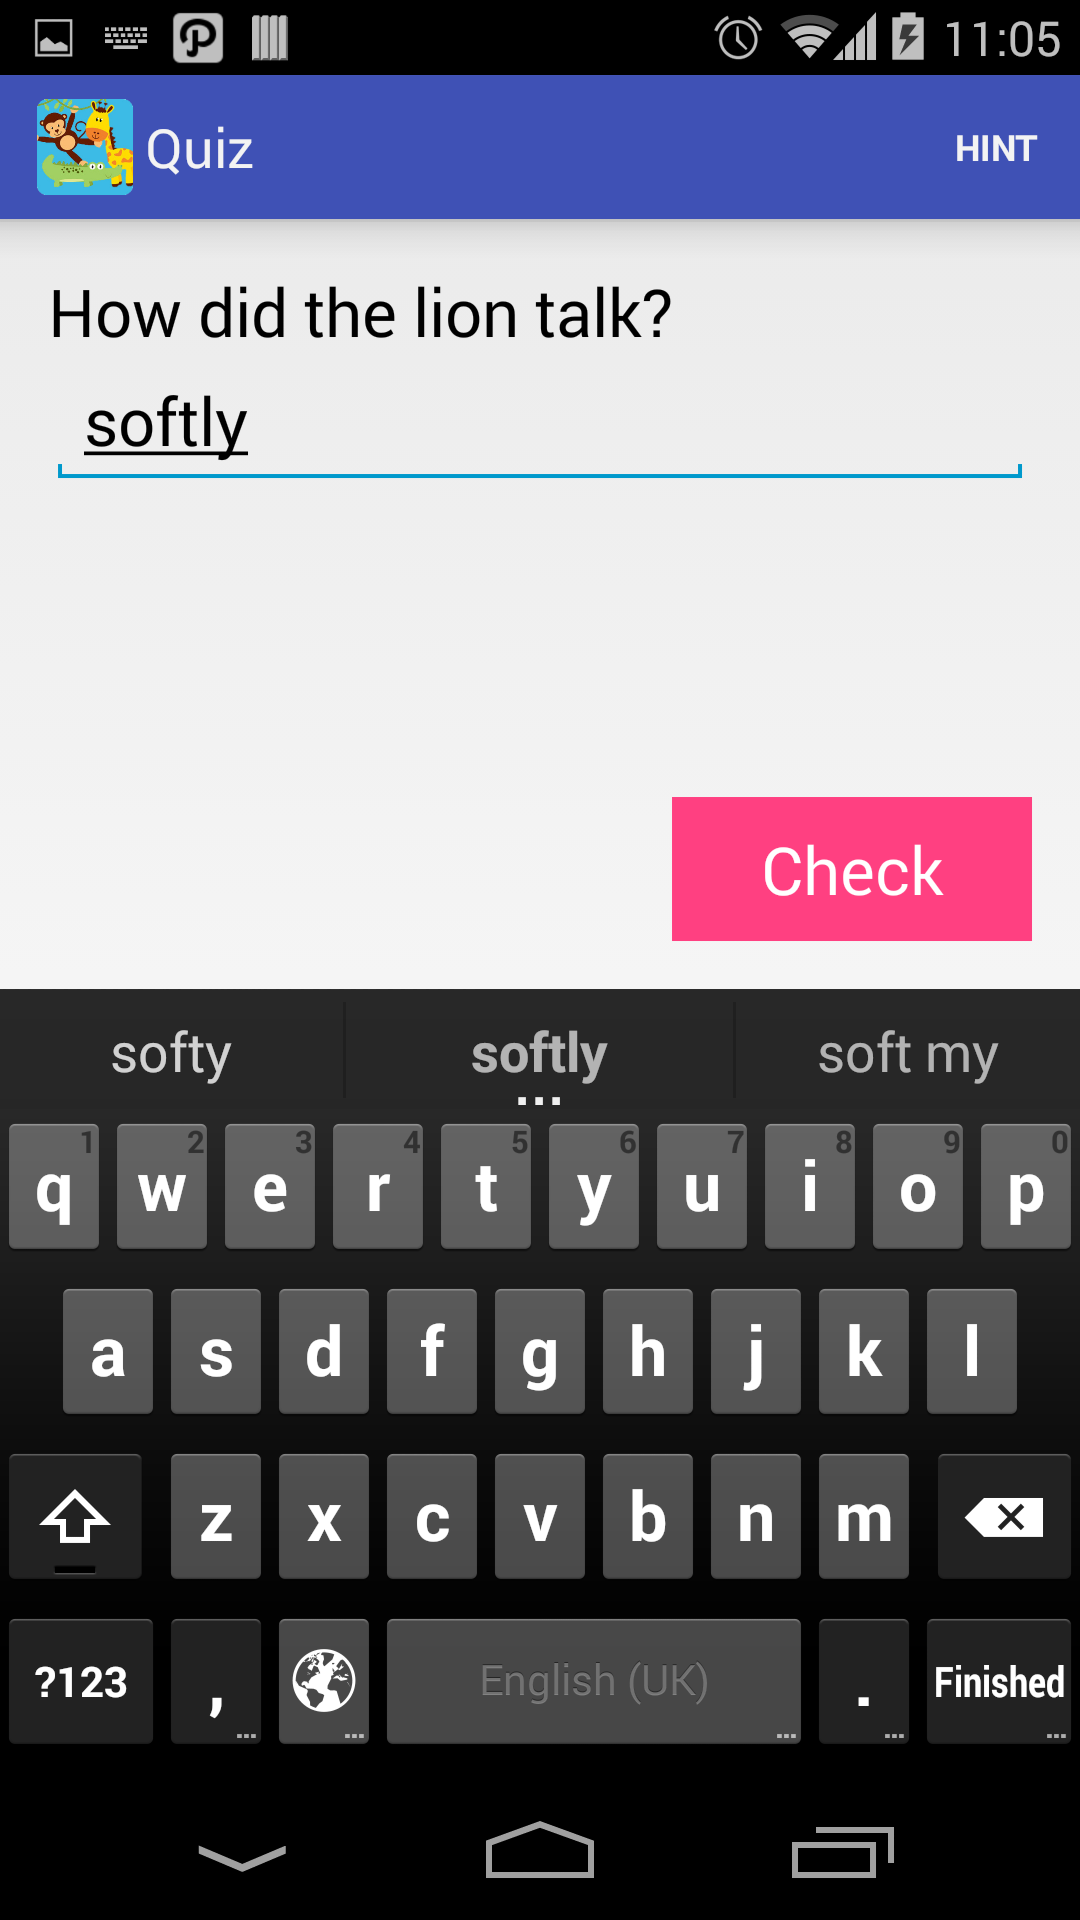 11:05
Quiz
HINT
How did the lion talk?
softly
Check
softy softly soft my
1 2 3 4 5 6 7 8 9 0
q w e r t y u i o p
a s d f g h j k l
z x c v b n m
?123 , English (UK) . Finished